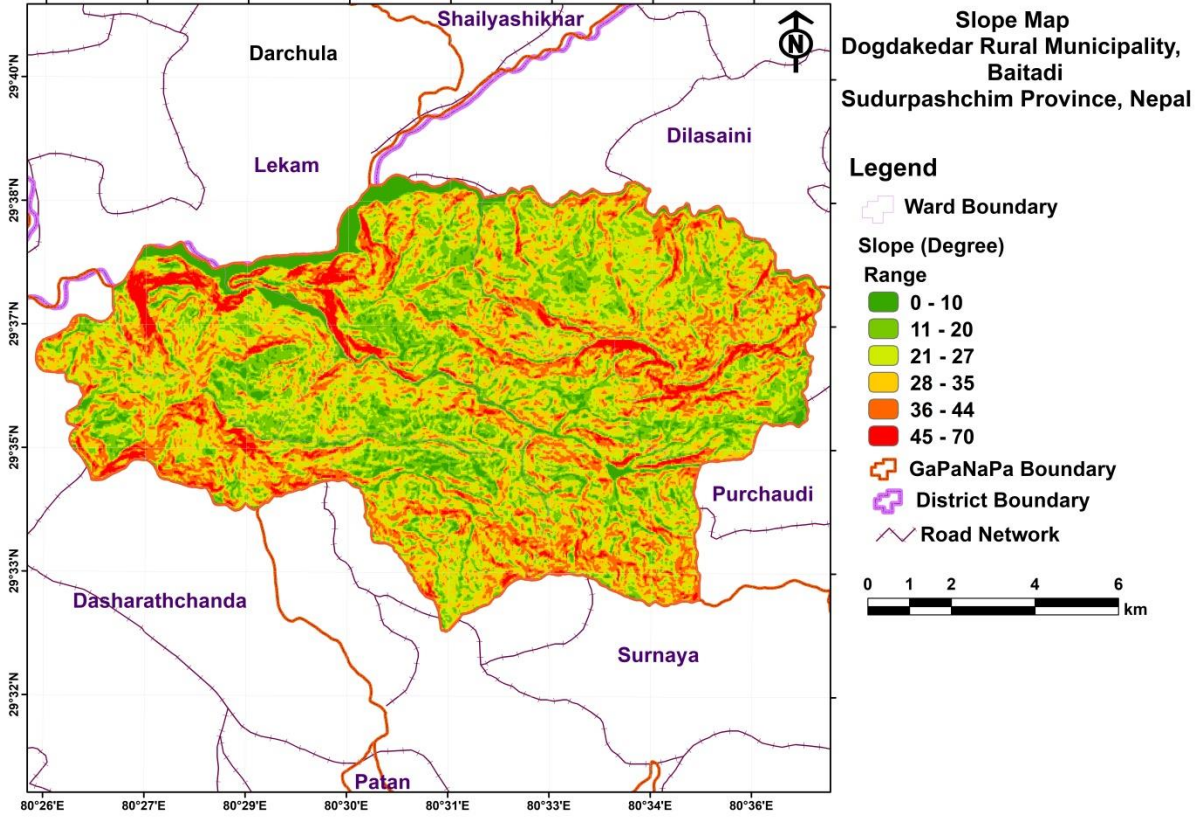 Slope Map
Dogdakedar Rural Municipality,
Baitadi
Sudurpashchim Province, Nepal
Shailyashikhar
Darchula
N
Dilasaini
Lekam
Purchaudi
Dasharathchanda
Surnaya
Patan
29°40'N
29°38'N
29°37'N
29°35'N
29°33'N
29°32'N
80°26'E
80°27'E
80°29'E
80°30'E
80°31'E
80°33'E
80°34'E
80°36'E
Legend
Ward Boundary
Slope (Degree)
Range
0 - 10
11 - 20
21 - 27
28 - 35
36 - 44
45 - 70
GaPaNaPa Boundary
District Boundary
Road Network
0 1 2 4 6
km